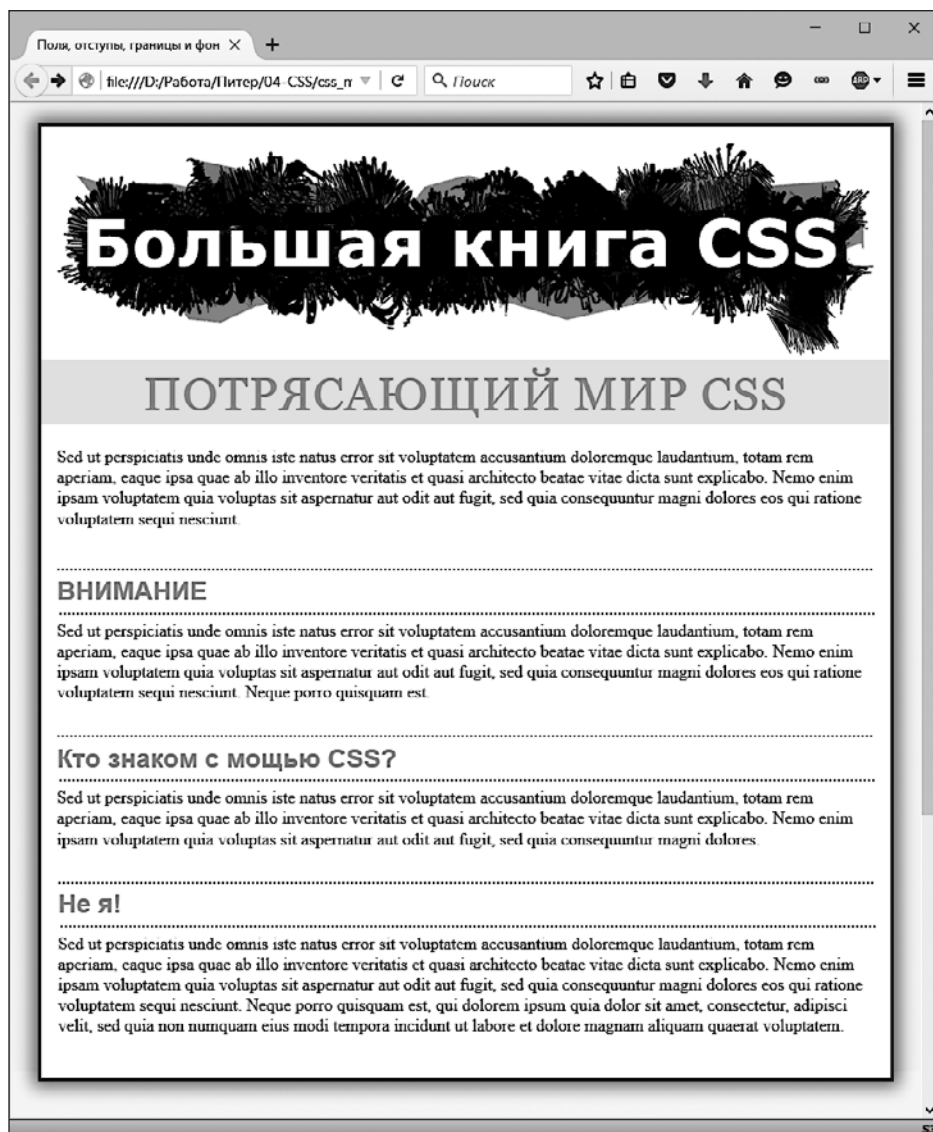 Поля, отступы, границы и фон
file:///D:/Работа/Питер/04-CSS/css_m
Поиск
ABP
Большая книга CSS
ПОТРЯСАЮЩИЙ МИР CSS
Sed ut perspiciatis unde omnis iste natus error sit voluptatem accusantium doloremque laudantium, totam rem
aperiam, eaque ipsa quae ab illo inventore veritatis et quasi architecto beatae vitae dicta sunt explicabo. Nemo enim
ipsam voluptatem quia voluptas sit aspernatur aut odit aut fugit, sed quia consequuntur magni dolores eos qui ratione
voluptatem sequi nesciunt.
ВНИМАНИЕ
Sed ut perspiciatis unde omnis iste natus error sit voluptatem accusantium doloremque laudantium, totam rem
aperiam, eaque ipsa quae ab illo inventore veritatis et quasi architecto beatae vitae dicta sunt explicabo. Nemo enim
ipsam voluptatem quia voluptas sit aspernatur aut odit aut fugit, sed quia consequuntur magni dolores eos qui ratione
voluptatem sequi nesciunt. Neque porro quisquam est.
Кто знаком с мощью CSS?
Sed ut perspiciatis unde omnis iste natus error sit voluptatem accusantium doloremque laudantium, totam rem
aperiam, eaque ipsa quae ab illo inventore veritatis et quasi architecto beatae vitae dicta sunt explicabo. Nemo enim
ipsam voluptatem quia voluptas sit aspernatur aut odit aut fugit, sed quia consequuntur magni dolores.
Не я!
Sed ut perspiciatis unde omnis iste natus error sit voluptatem accusantium doloremque laudantium, totam rem
aperiam, eaque ipsa quae ab illo inventore veritatis et quasi architecto beatae vitae dicta sunt explicabo. Nemo enim
ipsam voluptatem quia voluptas sit aspernatur aut odit aut fugit, sed quia consequuntur magni dolores eos qui ratione
voluptatem sequi nesciunt. Neque porro quisquam est, qui dolorem ipsum quia dolor sit amet, consectetur, adipisci
velit, sed quia non numquam eius modi tempora incidunt ut labore et dolore magnam aliquam quaerat voluptatem.